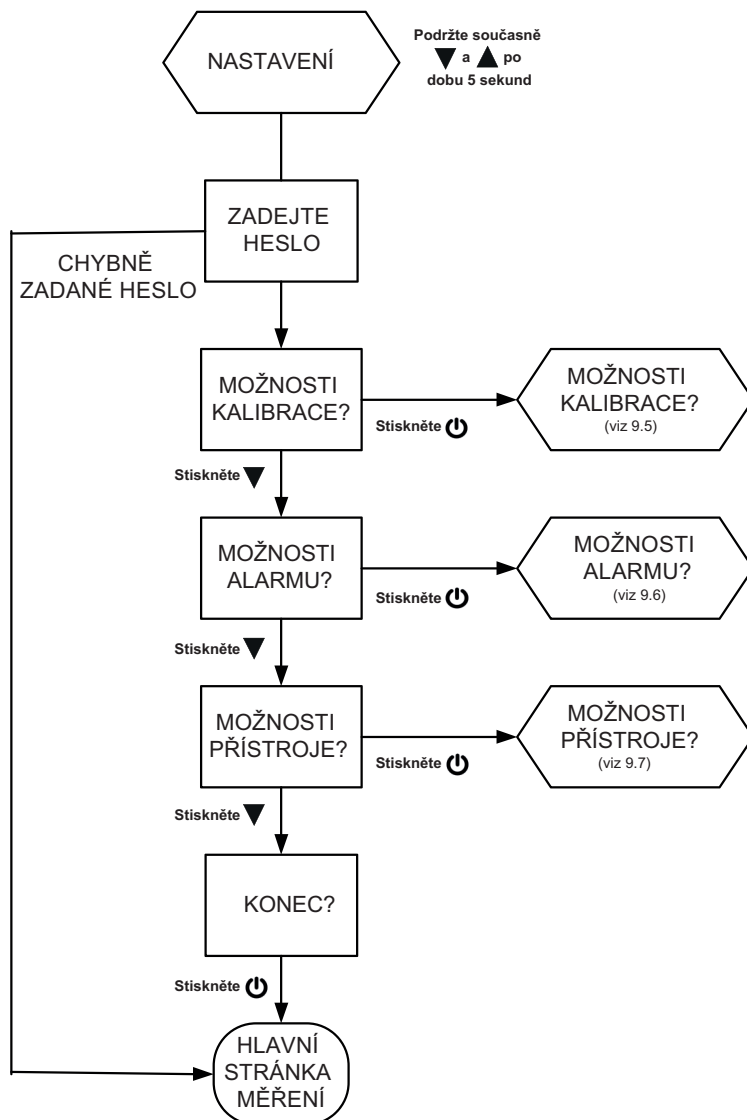 NASTAVENÍ
Podržte současně
▼ a ▲ po
dobu 5 sekund
ZADEJTE
HESLO
CHYBNĚ
ZADANÉ HESLO
MOŽNOSTI
KALIBRACE?
Stiskněte
MOŽNOSTI
KALIBRACE?
(viz 9.5)
Stiskněte ▼
MOŽNOSTI
ALARMU?
Stiskněte
MOŽNOSTI
ALARMU?
(viz 9.6)
Stiskněte ▼
MOŽNOSTI
PŘÍSTROJE?
Stiskněte
MOŽNOSTI
PŘÍSTROJE?
(viz 9.7)
Stiskněte ▼
KONEC?
Stiskněte
HLAVNÍ
STRÁNKA
MĚŘENÍ